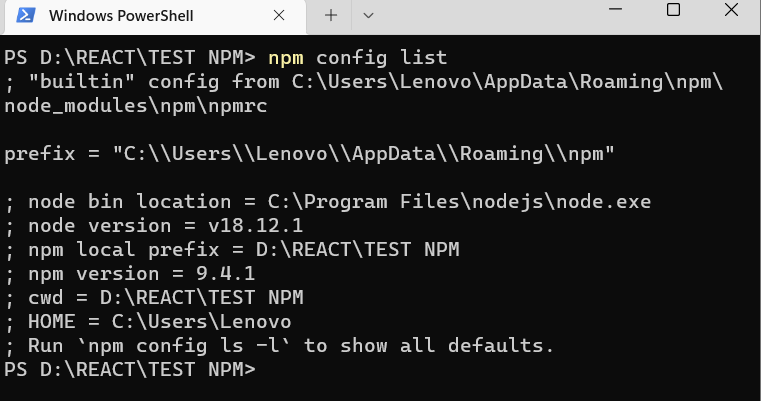 Windows PowerShell
PS D:\REACT\TEST NPM> npm config list
; "builtin" config from C:\Users\Lenovo\AppData\Roaming\npm\
node_modules\npm\npmrc
prefix = "C:\\Users\\Lenovo\\AppData\\Roaming\\npm"
; node bin location = C:\Program Files\nodejs\node.exe
; node version = v18.12.1
; npm local prefix = D:\REACT\TEST NPM
; npm version = 9.4.1
; cwd = D:\REACT\TEST NPM
; HOME = C:\Users\Lenovo
; Run `npm config ls -l` to show all defaults.
PS D:\REACT\TEST NPM>